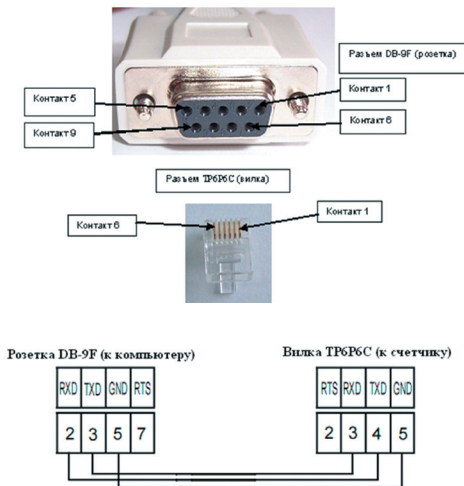 Разъем DB-9F (розетка)
Контакт 5
Контакт 1
Контакт 9
Контакт 6
Разъем ТР6Р6С (вилка)
Контакт 6
Контакт 1
Розетка DB-9F (к компьютеру)
Вилка ТР6Р6С (к счетчику)
RXD TXD GND RTS
RTS RXD TXD GND
2 3 5 7
2 3 4 5